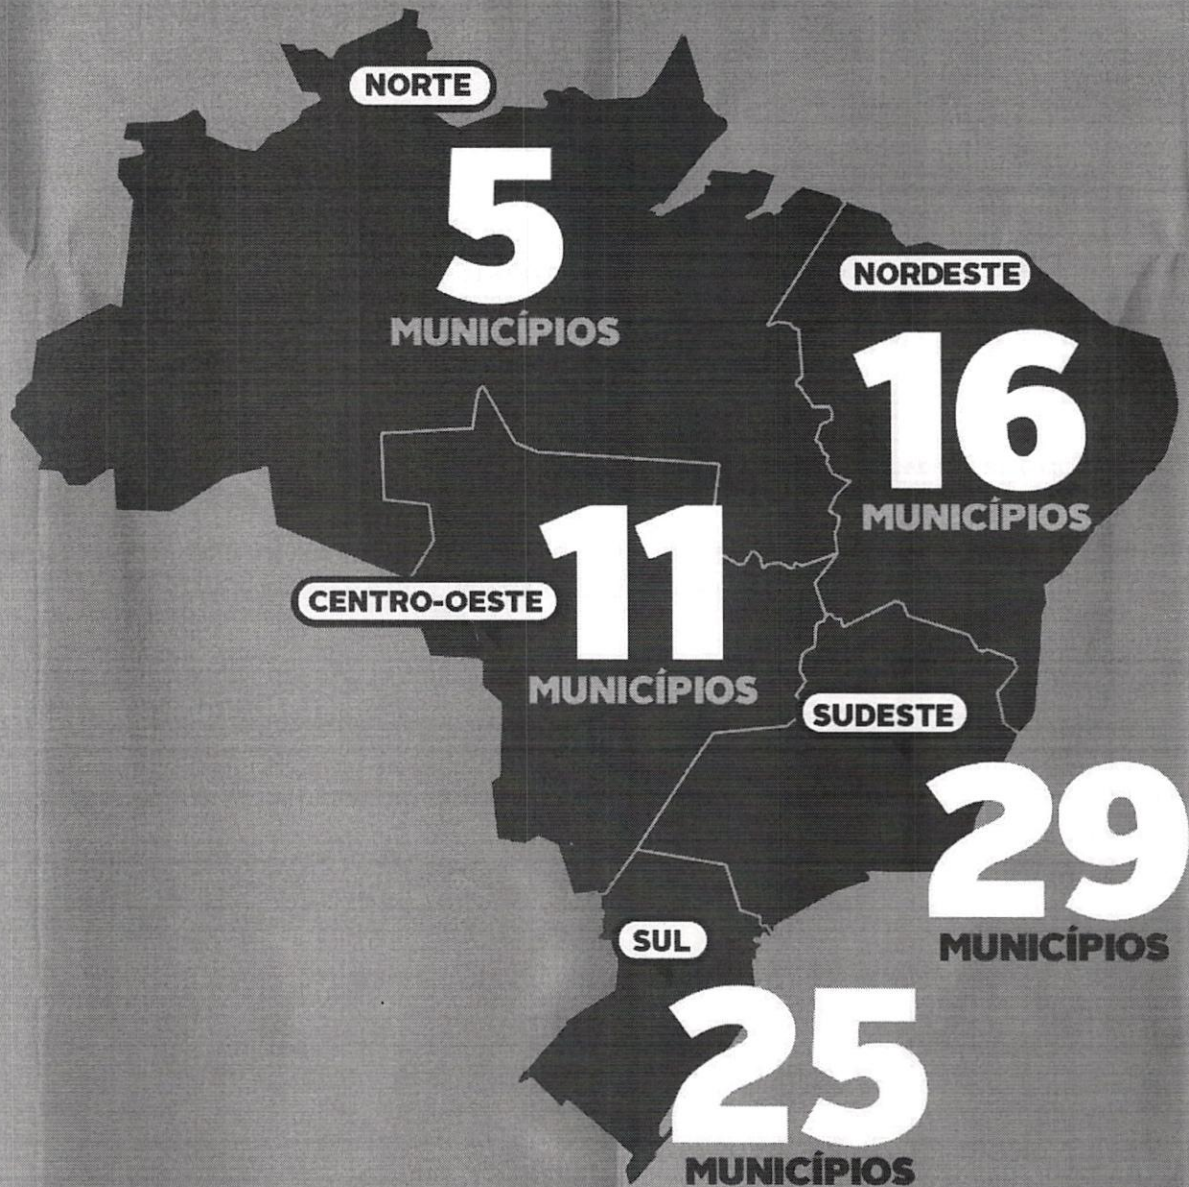 NORTE
5
MUNICÍPIOS
NORDESTE
16
MUNICÍPIOS
CENTRO-OESTE
11
MUNICÍPIOS
SUDESTE
29
MUNICÍPIOS
SUL
25
MUNICÍPIOS